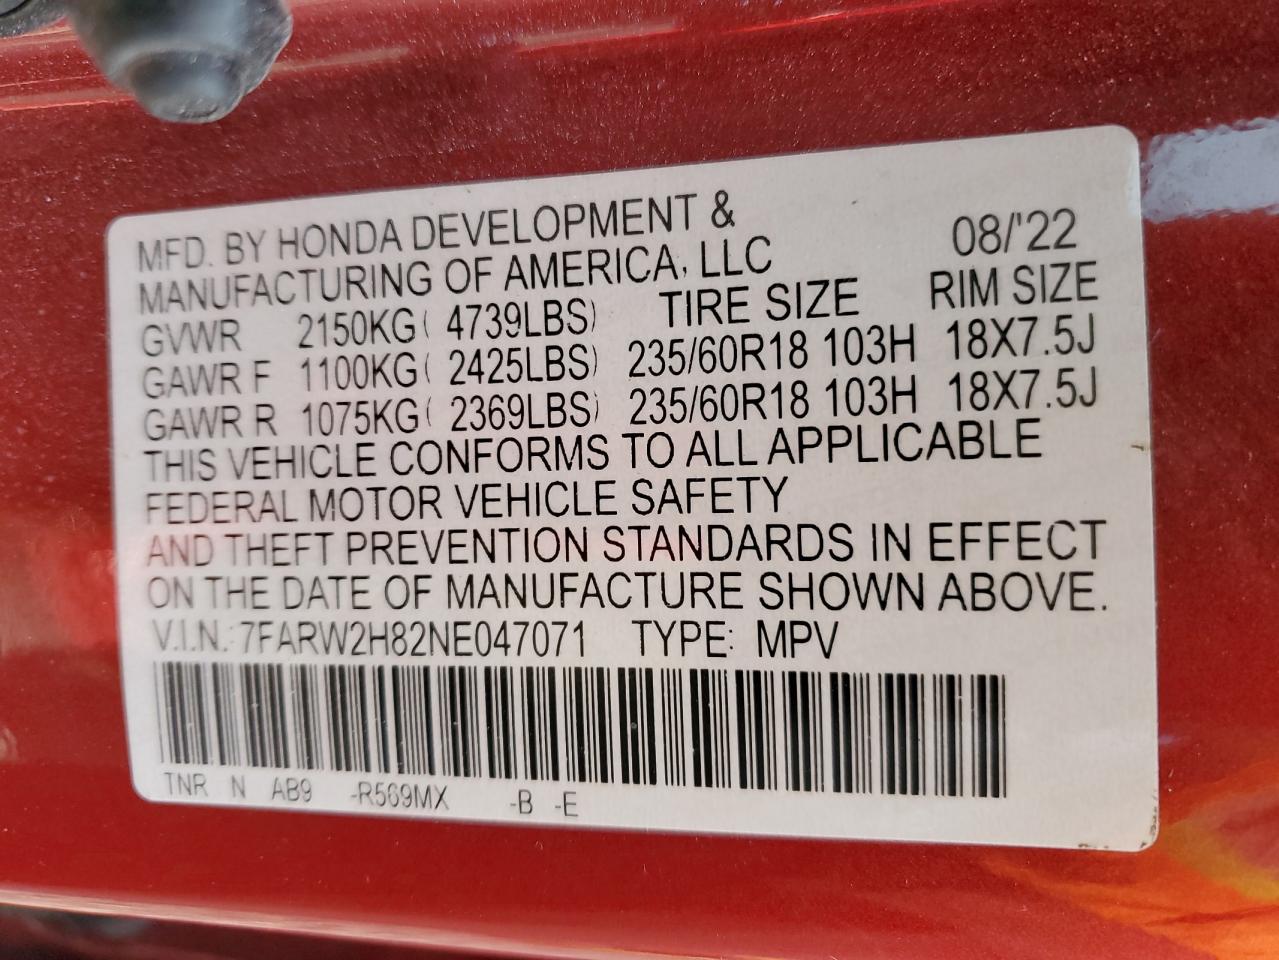 MFD. BY HONDA DEVELOPMENT &
MANUFACTURING OF AMERICA, LLC 08/'22
GVWR 2150KG( 4739LBS) TIRE SIZE RIM SIZE
GAWR F 1100KG( 2425LBS) 235/60R18 103H 18X7.5J
GAWR R 1075KG( 2369LBS) 235/60R18 103H 18X7.5J
THIS VEHICLE CONFORMS TO ALL APPLICABLE
FEDERAL MOTOR VEHICLE SAFETY
AND THEFT PREVENTION STANDARDS IN EFFECT
ON THE DATE OF MANUFACTURE SHOWN ABOVE.
V.I.N.: 7FARW2H82NE047071 TYPE: MPV
TNR N AB9 -R569MX -B -E